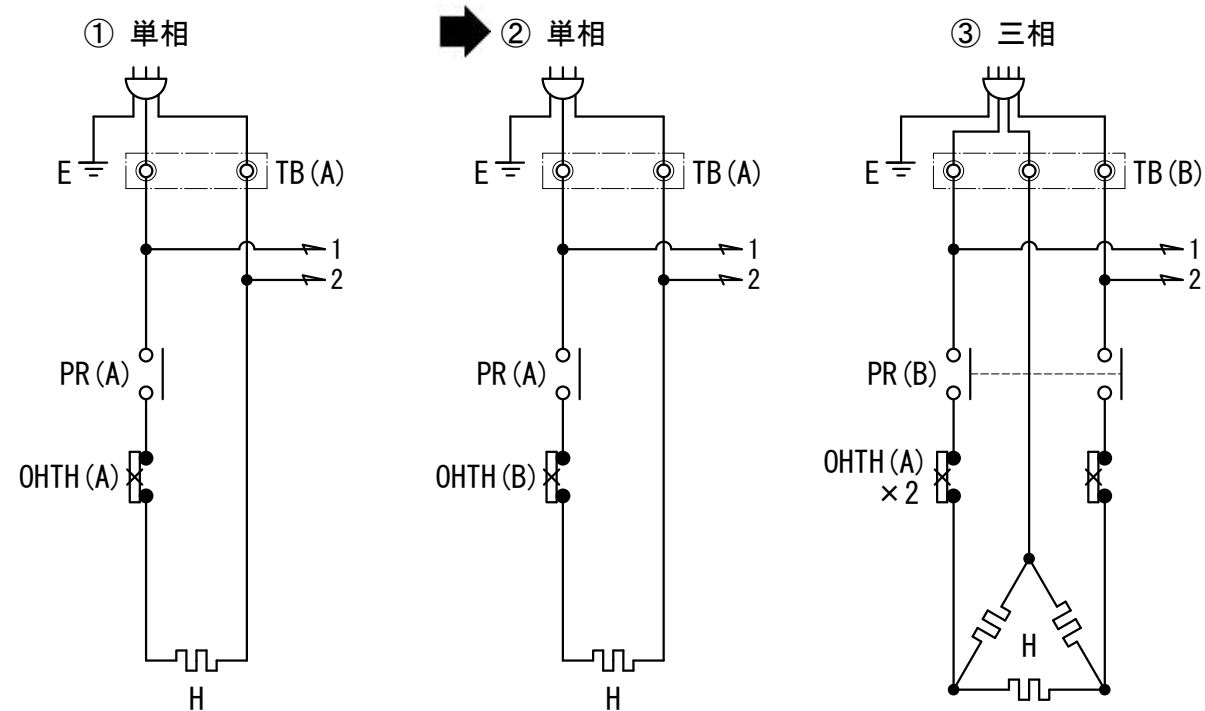 ① 単相
② 単相
③ 三相
E
TB(A)
E
TB(A)
E
TB(B)
1
1
1
2
2
2
PR(A)
PR(A)
PR(B)
OHTH(A)
OHTH(B)
OHTH(A)
×2
H
H
H